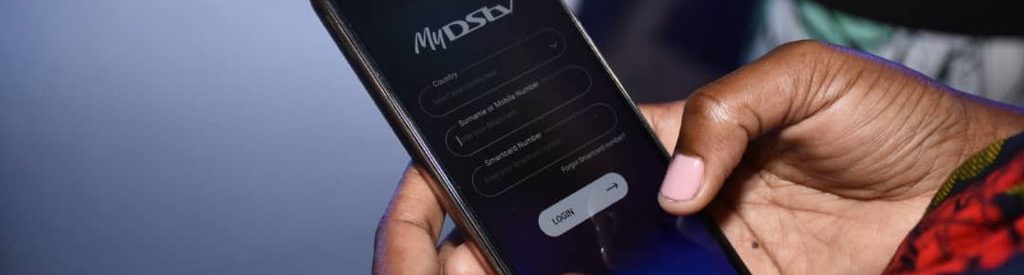 MyDStv
Country
Surname or Mobile Number
Smartcard Number
Forgot Smartcard number?
LOGIN